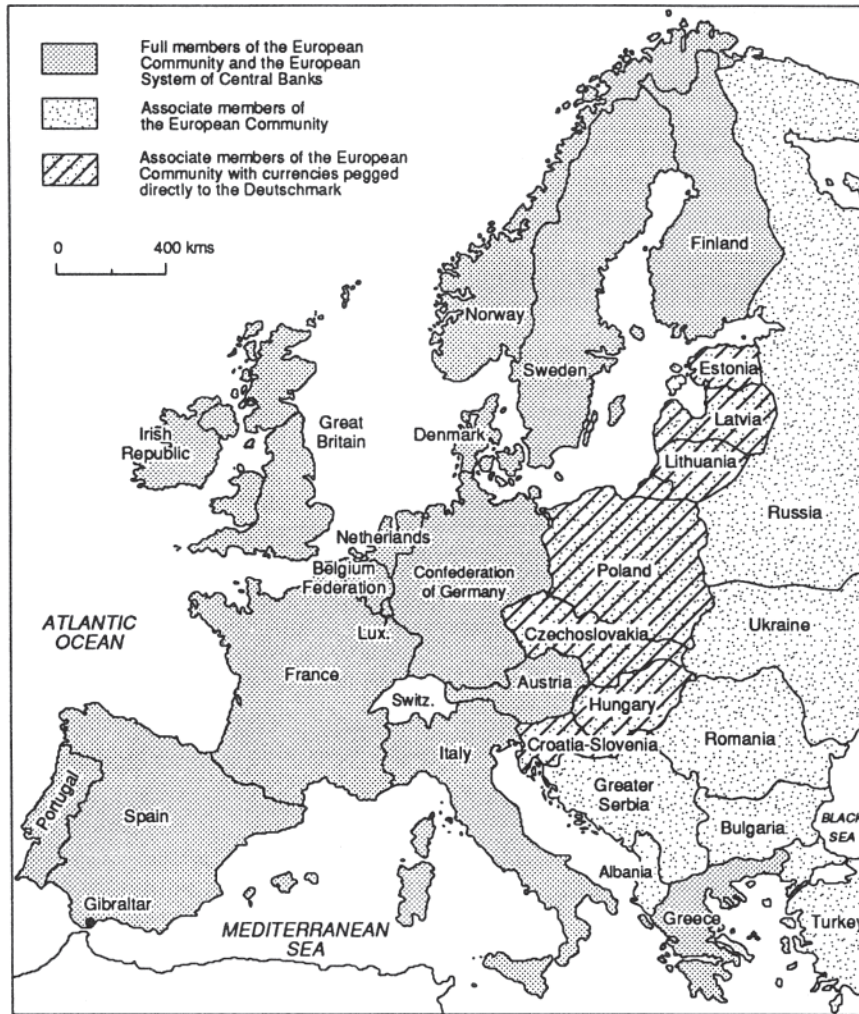 Full members of the European
Community and the European
System of Central Banks
Associate members of
the European Community
Associate members of the European
Community with currencies pegged
directly to the Deutschmark
0 400 kms
Finland
Norway
Sweden
Estonia
Latvia
Lithuania
Irish
Republic
Great
Britain
Denmark
Russia
Netherlands
Belgium
Federation
Confederation
of Germany
Poland
ATLANTIC
OCEAN
Lux.
Czechoslovakia
Ukraine
France
Austria
Switz.
Hungary
Italy
Croatia-Slovenia
Romania
Portugal
Spain
Greater
Serbia
Bulgaria
BLACK
SEA
Albania
Gibraltar
Greece
Turkey
MEDITERRANEAN
SEA